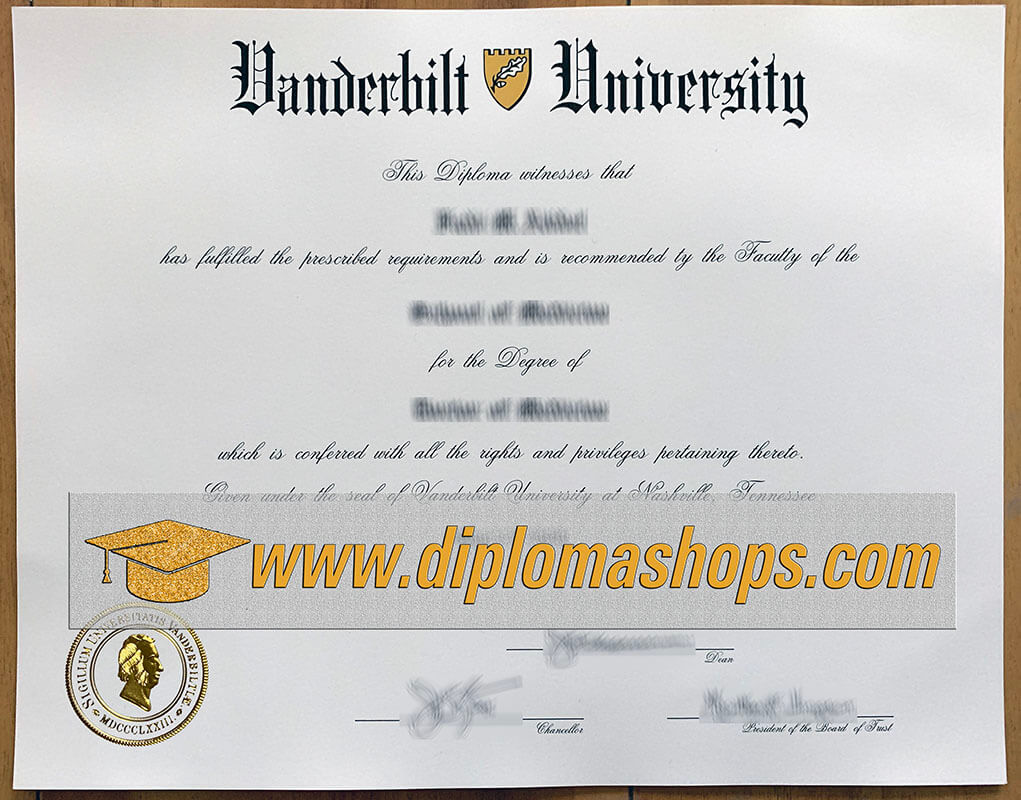 Vanderbilt University
This Diploma witnesses that
has fulfilled the prescribed requirements and is recommended by the Faculty of the
for the Degree of
which is conferred with all the rights and privileges pertaining thereto.
Given under the seal of Vanderbilt University at Nashville, Tennessee
www.diplomashops.com
SIGILLUM UNIVERSITATIS VANDERBILTIÆ
MDCCCLXXIII.
Dean
Chancellor
President of the Board of Trust